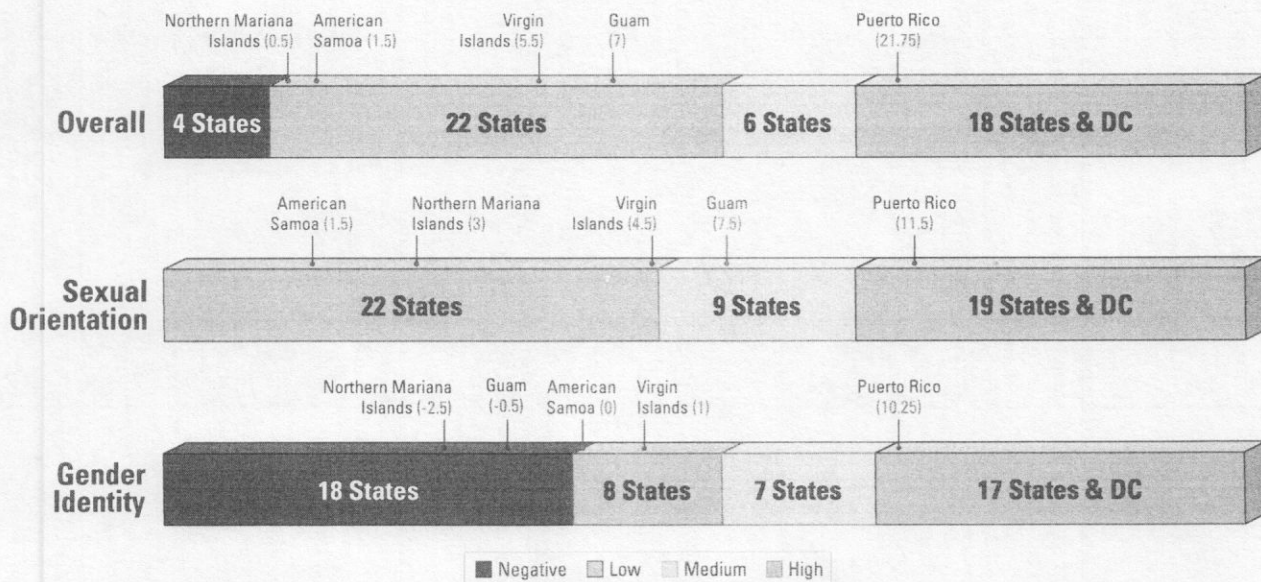 Northern Mariana
Islands (0.5)
American
Samoa (1.5)
Virgin
Islands (5.5)
Guam
(7)
Puerto Rico
(21.75)
Overall
4 States
22 States
6 States
18 States & DC
American
Samoa (1.5)
Northern Mariana
Islands (3)
Virgin
Islands (4.5)
Guam
(7.5)
Puerto Rico
(11.5)
Sexual
Orientation
22 States
9 States
19 States & DC
Northern Mariana
Islands (-2.5)
Guam
(-0.5)
American
Samoa (0)
Virgin
Islands (1)
Puerto Rico
(10.25)
Gender
Identity
18 States
8 States
7 States
17 States & DC
Negative Low Medium High